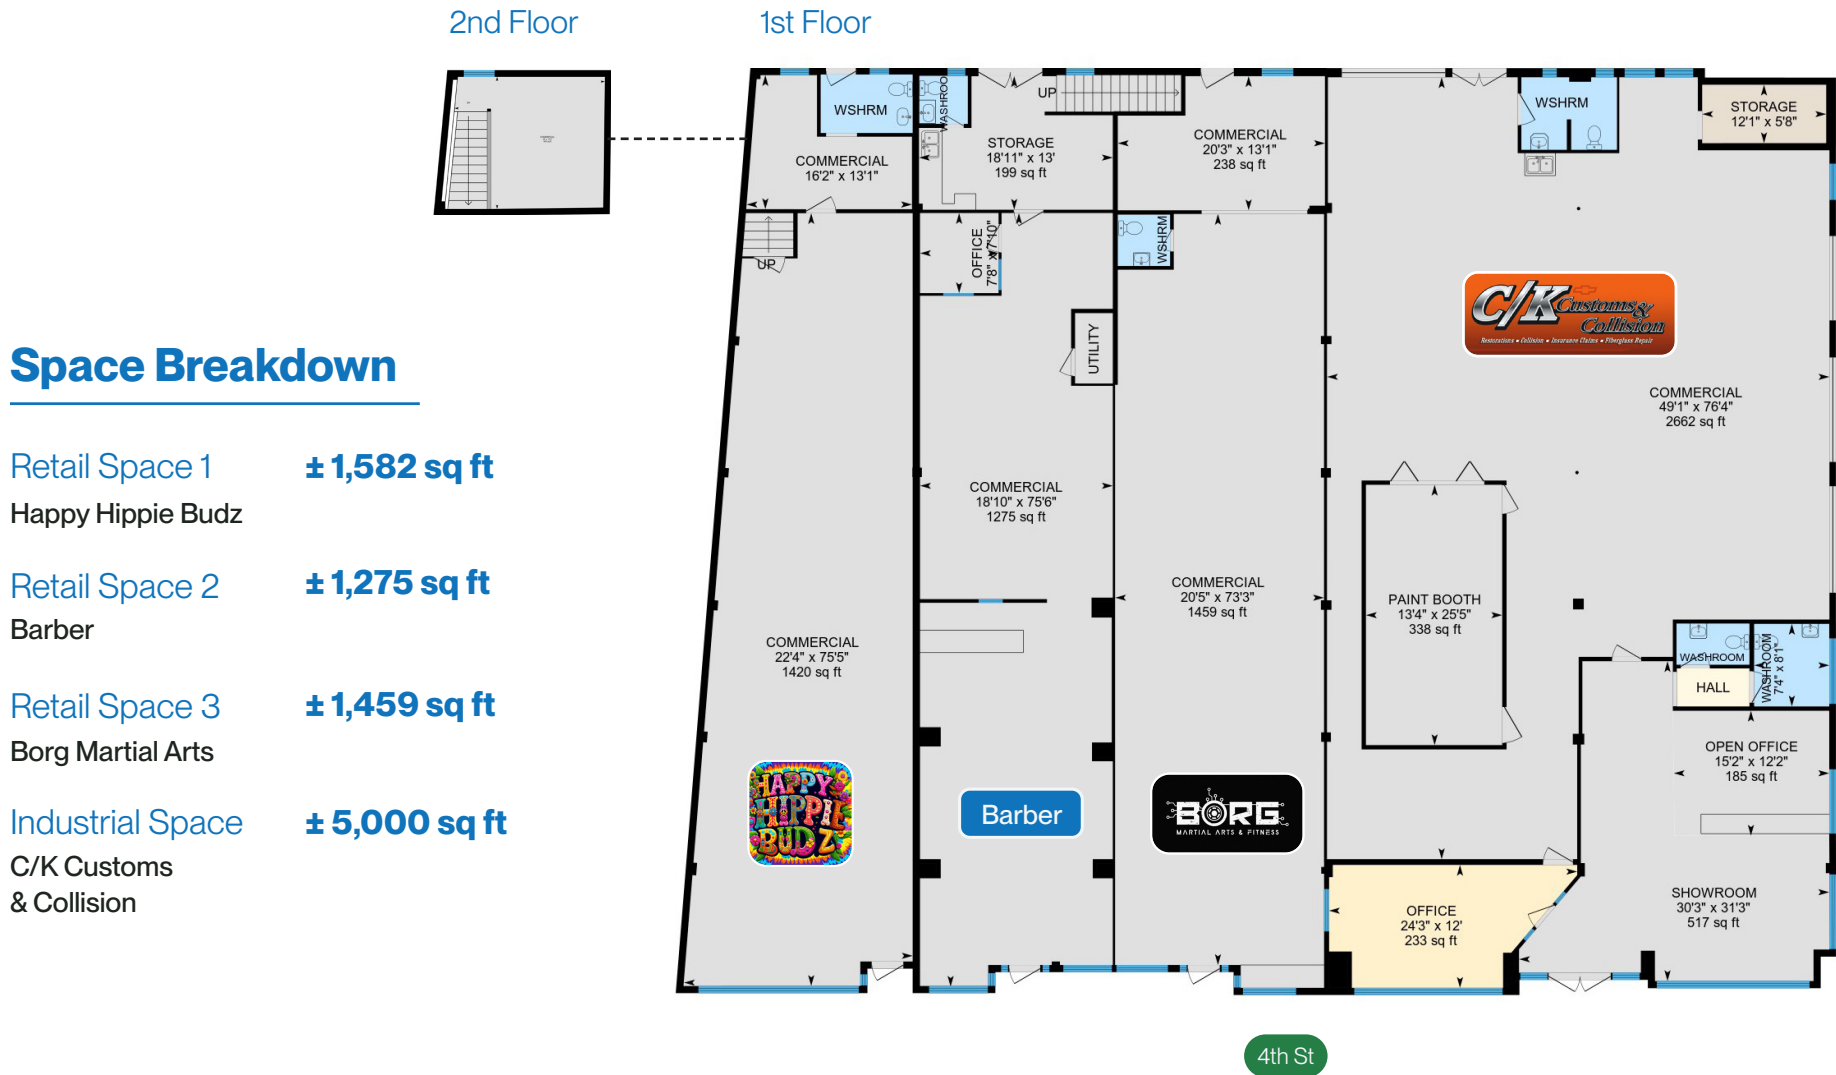 2nd Floor
1st Floor
Space Breakdown
Retail Space 1
± 1,582 sq ft
Happy Hippie Budz
Retail Space 2
± 1,275 sq ft
Barber
Retail Space 3
± 1,459 sq ft
Borg Martial Arts
Industrial Space
± 5,000 sq ft
C/K Customs
& Collision
WSHRM
COMMERCIAL
16'2" x 13'1"
UP
COMMERCIAL
22'4" x 75'5"
1420 sq ft
HAPPY
HIPPIE
BUDZ
WASHROO
UP
STORAGE
18'11" x 13'
199 sq ft
OFFICE
7'8" x 7'10"
UTILITY
COMMERCIAL
18'10" x 75'6"
1275 sq ft
Barber
COMMERCIAL
20'3" x 13'1"
238 sq ft
WSHRM
COMMERCIAL
20'5" x 73'3"
1459 sq ft
BORG
MARTIAL ARTS & FITNESS
WSHRM
STORAGE
12'1" x 5'8"
C/K Customs &
Collision
Restorations • Collision • Insurance Claims • Fiberglass Repair
COMMERCIAL
49'1" x 76'4"
2662 sq ft
PAINT BOOTH
13'4" x 25'5"
338 sq ft
WASHROOM
HALL
WASHROOM
7'4" x 8'1"
OPEN OFFICE
15'2" x 12'2"
185 sq ft
OFFICE
24'3" x 12'
233 sq ft
SHOWROOM
30'3" x 31'3"
517 sq ft
4th St